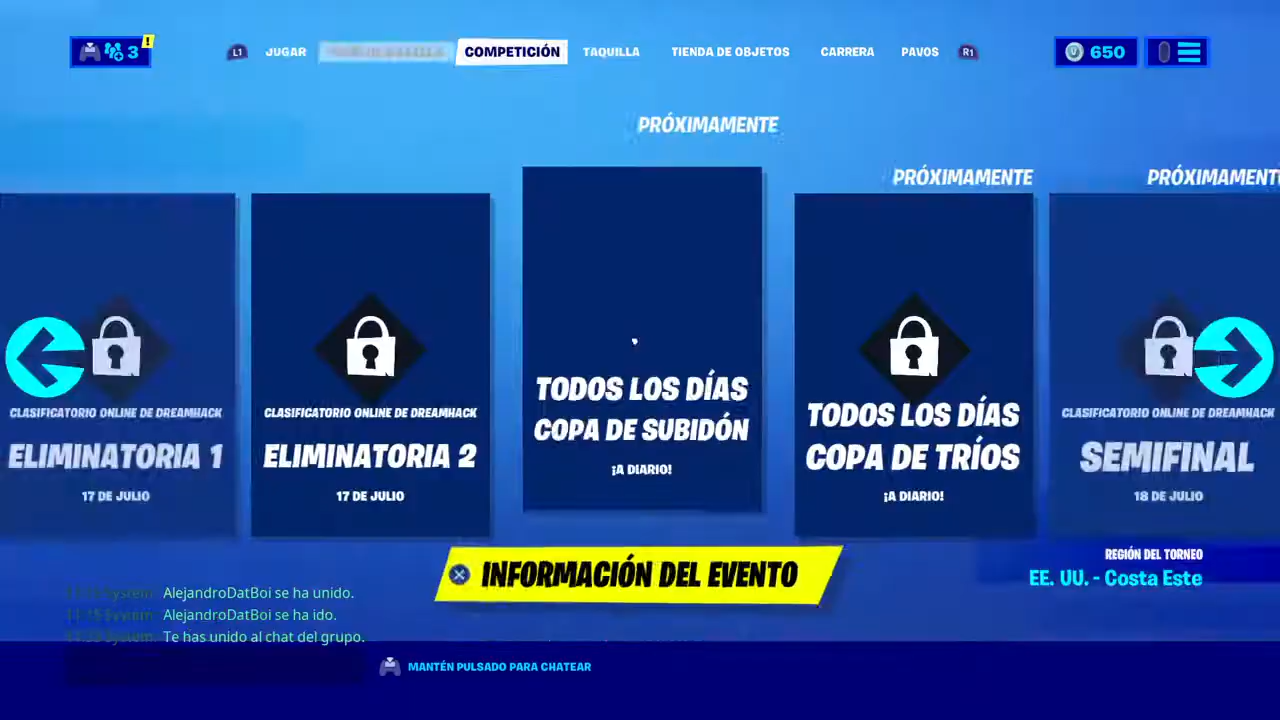 3
!
L1
JUGAR
COMPETICIÓN
TAQUILLA
TIENDA DE OBJETOS
CARRERA
PAVOS
R1
650
PRÓXIMAMENTE
PRÓXIMAMENTE
PRÓXIMAMENT
CLASIFICATORIO ONLINE DE DREAMHACK
ELIMINATORIA 1
17 DE JULIO
CLASIFICATORIO ONLINE DE DREAMHACK
ELIMINATORIA 2
17 DE JULIO
TODOS LOS DÍAS
COPA DE SUBIDÓN
¡A DIARIO!
TODOS LOS DÍAS
COPA DE TRÍOS
¡A DIARIO!
CLASIFICATORIO ONLINE DE DREAMHACK
SEMIFINAL
18 DE JULIO
INFORMACIÓN DEL EVENTO
REGIÓN DEL TORNEO
EE. UU. - Costa Este
System: AlejandroDatBoi se ha unido.
System: AlejandroDatBoi se ha ido.
System: Te has unido al chat del grupo.
MANTÉN PULSADO PARA CHATEAR